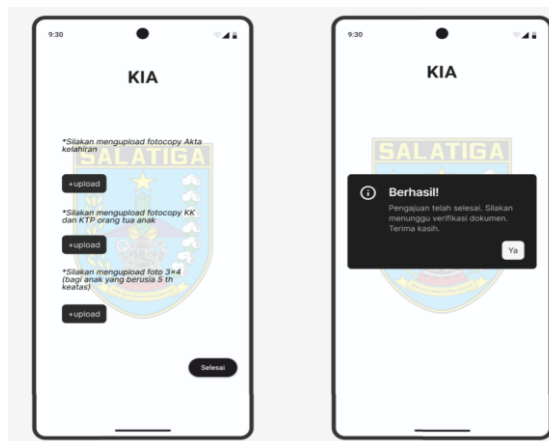 9:30
KIA
*Silakan mengupload fotocopy Akta
kelahiran
SALATIGA
+upload
*Silakan mengupload fotocopy KK
dan KTP orang tua anak
+upload
*Silakan mengupload foto 3x4
(bagi anak yang berusia 5 th
keatas)
+upload
Selesai
9:30
KIA
SALATIGA
Berhasil!
Pengajuan telah selesai. Silakan
menunggu verifikasi dokumen.
Terima kasih.
Ya